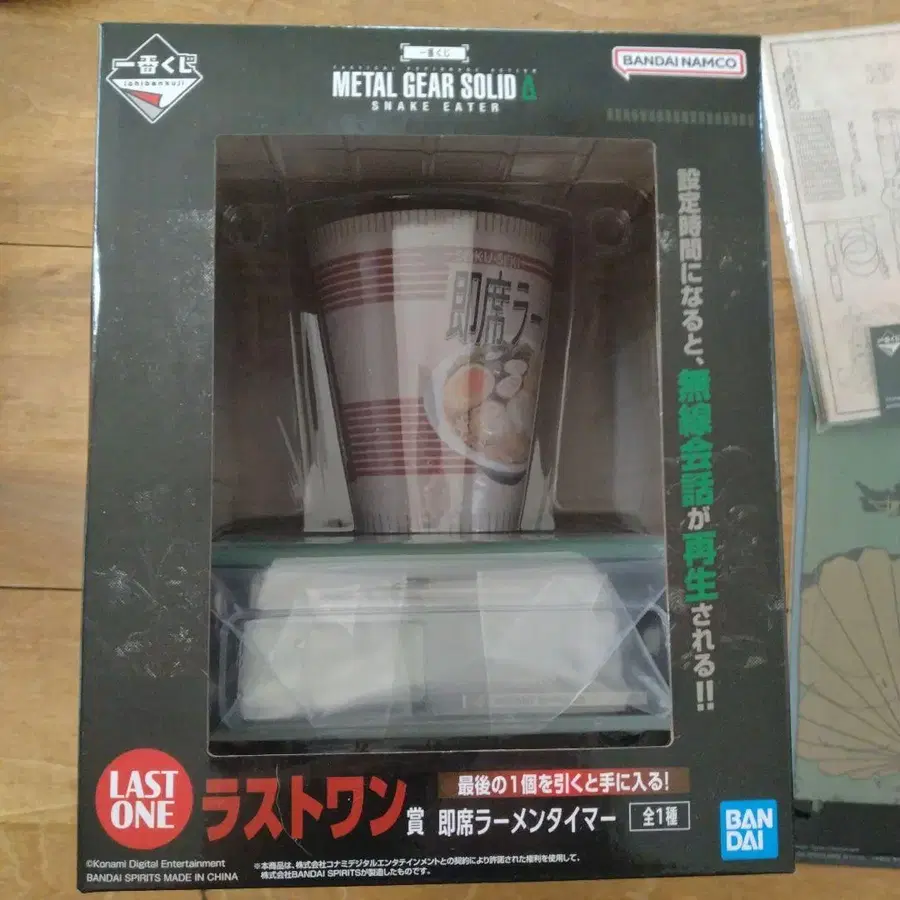 一番くじ
(ichibankuji)
一番くじ
TACTICAL ESPIONAGE ACTION
METAL GEAR SOLID Δ
SNAKE EATER
BANDAI NAMCO
設定時間になると、無線会話が再生される!!
即席ラー
LAST
ONE
ラストワン賞
最後の1個を引くと手に入る!
即席ラーメンタイマー
全1種
BAN
DAI
©Konami Digital Entertainment
BANDAI SPIRITS MADE IN CHINA
※本商品は、株式会社コナミデジタルエンタテインメントとの契約により許諾された権利を使用して、
株式会社BANDAI SPIRITSが製造したものです。